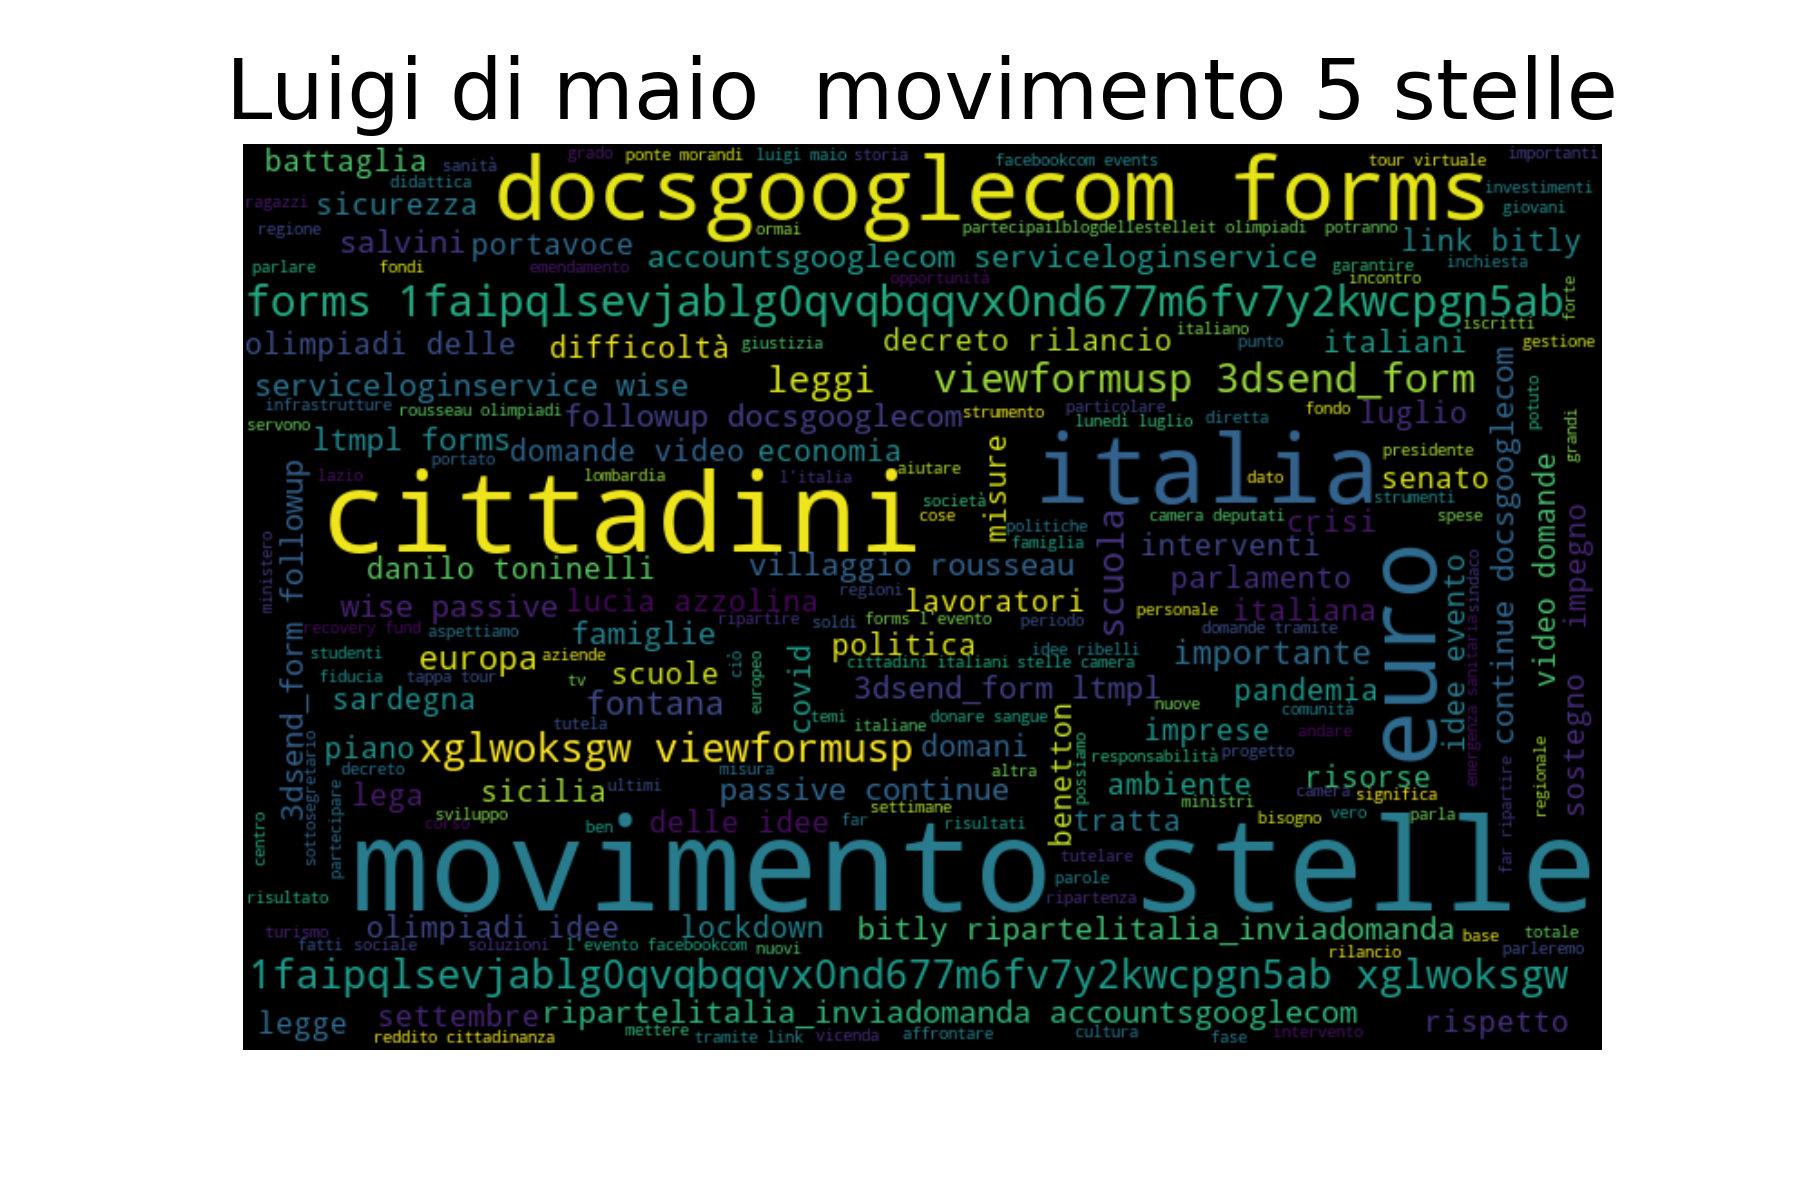 Luigi di maio movimento 5 stelle
battaglia
sanità
grado
ponte morandi
luigi maio
storia
facebookcom events
tour virtuale
importanti
didattica
docsgooglecom forms
investimenti
ragazzi
sicurezza
giovani
regione
salvini
portavoce
ormai
partecipailblogdellestelleit olimpiadi
potranno
link bitly
parlare
fondi
emendamento
accountsgooglecom serviceloginservice
opportunità
garantire
incontro
inchiesta
forms 1faipqlsevjablg0qvqbqqvx0nd677m6fv7y2kwcpgn5ab
forte
iscritti
olimpiadi delle
difficoltà
giustizia
decreto rilancio
italiano
punto
italiani
gestione
serviceloginservice wise
leggi
viewformusp 3dsend_form
infrastrutture
rousseau olimpiadi
followup docsgooglecom
strumento
particolare
lunedì luglio
diretta
fondo
luglio
potuto
grandi
servono
ltmpl forms
portato
domande video
economia
misure
italia
presidente
continue docsgooglecom
lazio
cittadini
lombardia
l'italia
aiutare
dato
senato
strumenti
società
cose
politiche
famiglia
scuola
camera deputati
crisi
spese
video domande
impegno
3dsend_form followup
ministero
danilo toninelli
villaggio rousseau
interventi
parlamento
euro
wise passive
lucia azzolina
regioni
lavoratori
personale
italiana
idee evento
emergenza sanitaria
sindaco
recovery fund
aspettiamo
famiglie
ripartire
soldi
forms l'evento
periodo
domande tramite
studenti
europa
aziende
scuole
ciò
europeo
covid
politica
idee ribelli
cittadini italiani stelle camera
importante
fiducia
tappa tour
tv
sardegna
fontana
3dsend_form ltmpl
nuove
pandemia
comunità
sostegno
tutela
temi
italiane
donare sangue
benetton
imprese
andare
piano
xglwoksgw viewformusp
domani
possiamo
responsabilità
progetto
regionale
sottosegretario
decreto
misura
altra
ambiente
risorse
partecipare
lega
sicilia
ultimi
passive continue
ministri
camera
significa
far ripartire
settimane
centro
corso
sviluppo
ben
delle idee
far
risultati
tratta
bisogno
vero
parla
movimento stelle
tutelare
parole
ripartenza
risultato
turismo
olimpiadi idee
lockdown
bitly ripartelitalia_inviadomanda
base
totale
fatti
sociale
soluzioni
l'evento facebookcom
nuovi
rilancio
parleremo
1faipqlsevjablg0qvqbqqvx0nd677m6fv7y2kwcpgn5ab xglwoksgw
legge
settembre
ripartelitalia_inviadomanda accountsgooglecom
rispetto
reddito cittadinanza
mettere
tramite link
vicenda
affrontare
cultura
fase
intervento